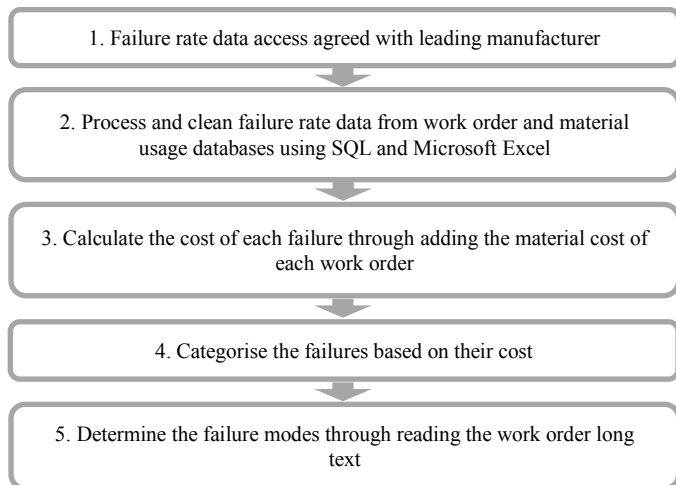 1. Failure rate data access agreed with leading manufacturer
2. Process and clean failure rate data from work order and material
usage databases using SQL and Microsoft Excel
3. Calculate the cost of each failure through adding the material cost of
each work order
4. Categorise the failures based on their cost
5. Determine the failure modes through reading the work order long
text